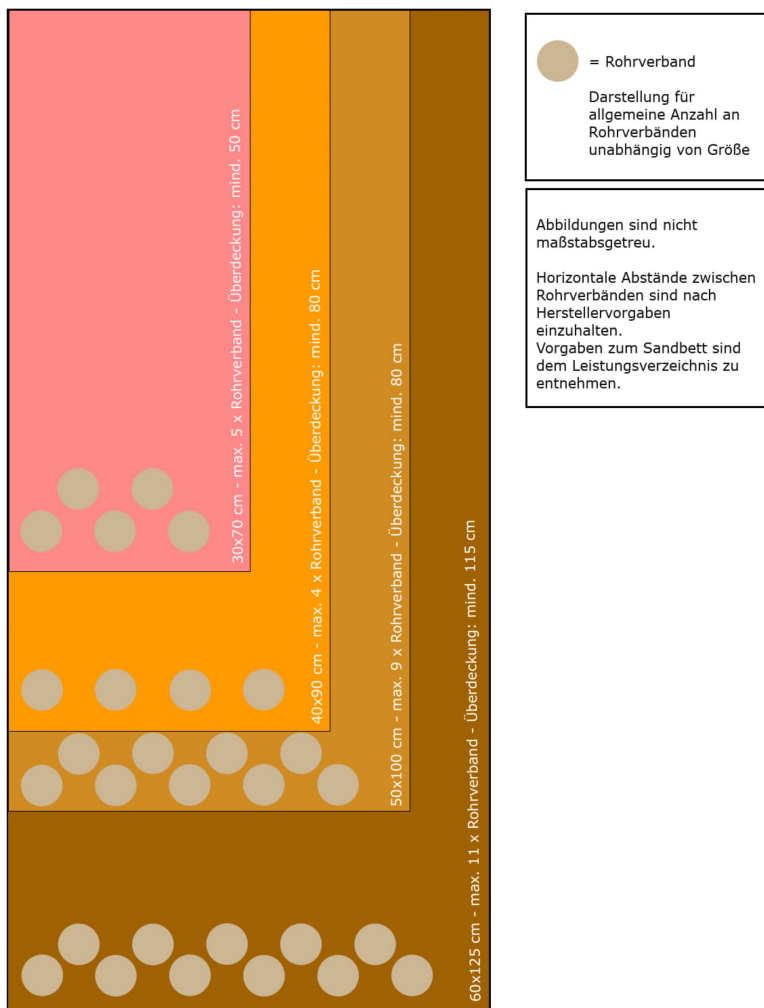 30x70 cm - max. 5 x Rohrverband - Überdeckung: mind. 50 cm
40x90 cm - max. 4 x Rohrverband - Überdeckung: mind. 80 cm
50x100 cm - max. 9 x Rohrverband - Überdeckung: mind. 80 cm
60x125 cm - max. 11 x Rohrverband - Überdeckung: mind. 115 cm
= Rohrverband
Darstellung für
allgemeine Anzahl an
Rohrverbänden
unabhängig von Größe
Abbildungen sind nicht
maßstabsgetreu.
Horizontale Abstände zwischen
Rohrverbänden sind nach
Herstellervorgaben
einzuhalten.
Vorgaben zum Sandbett sind
dem Leistungsverzeichnis zu
entnehmen.